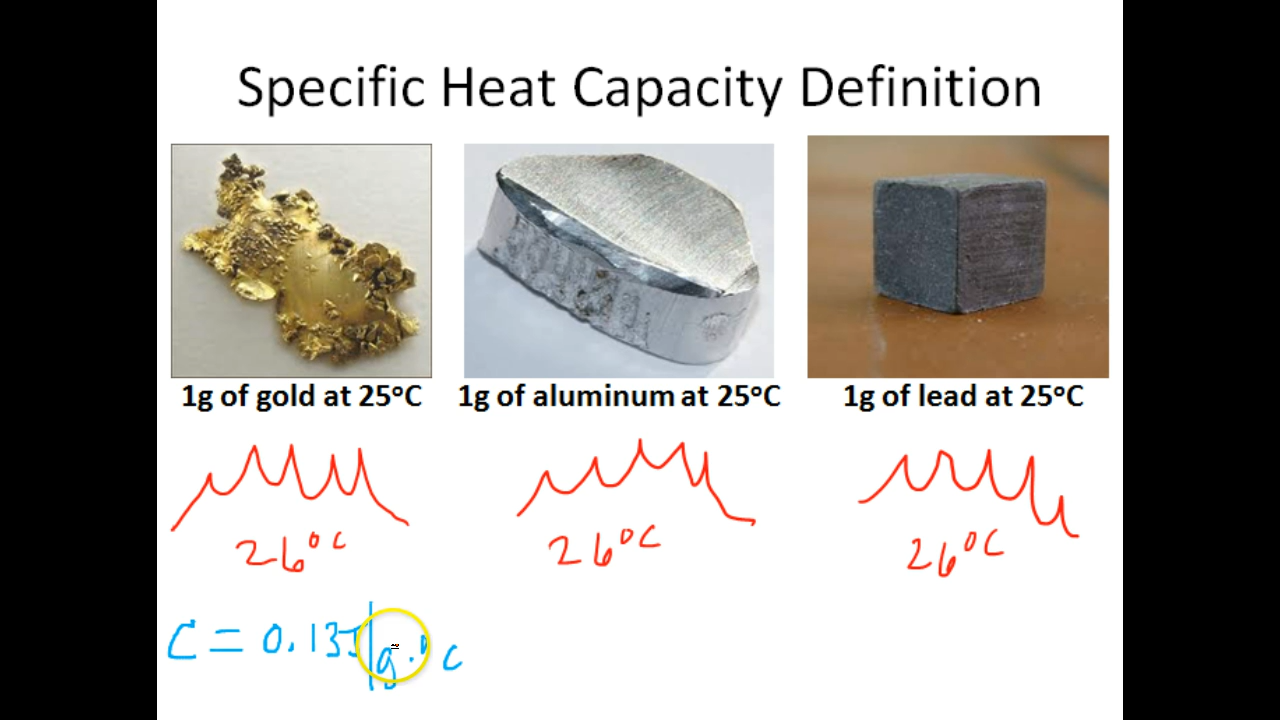 Specific Heat Capacity Definition
1g of gold at 25°C
1g of aluminum at 25°C
1g of lead at 25°C
26°C
26°C
26°C
C = 0.13J/g.°C